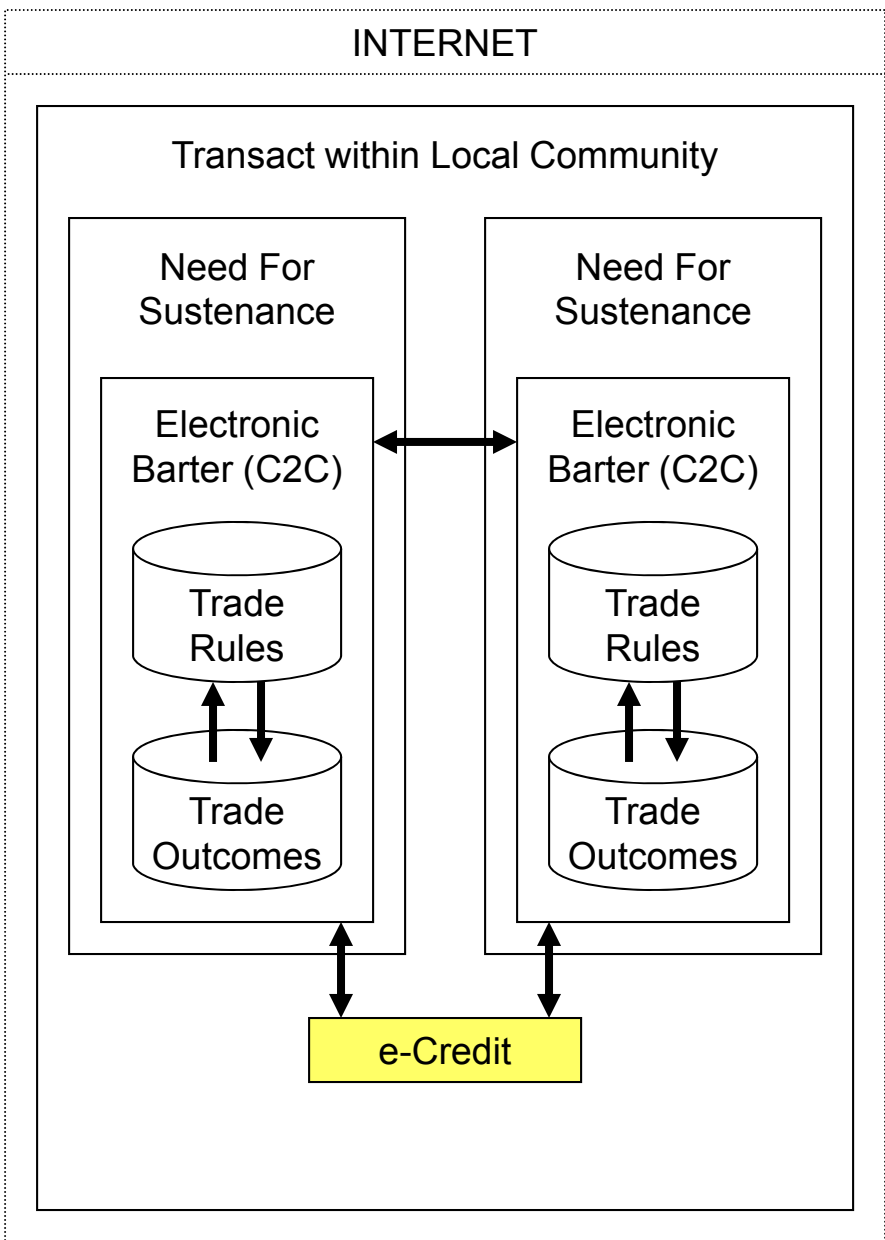 INTERNET
Transact within Local Community
Need For
Sustenance
Electronic
Barter (C2C)
Trade
Rules
Trade
Outcomes
Need For
Sustenance
Electronic
Barter (C2C)
Trade
Rules
Trade
Outcomes
e-Credit